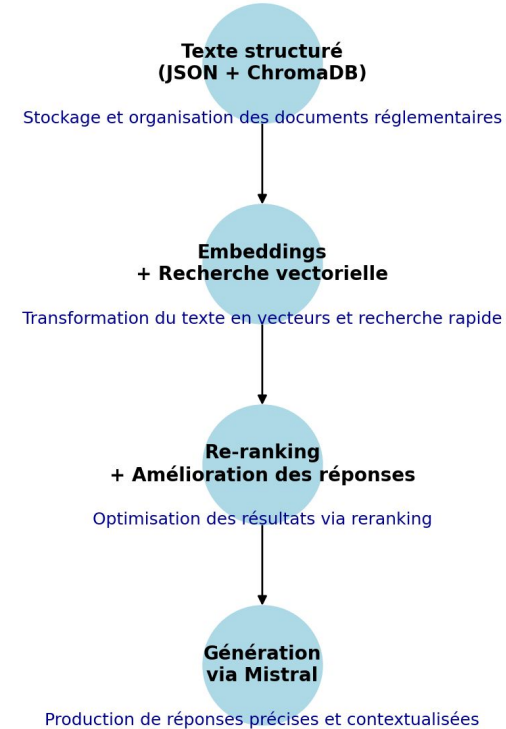 Texte structuré
(JSON + ChromaDB)
Stockage et organisation des documents réglementaires
Embeddings
+ Recherche vectorielle
Transformation du texte en vecteurs et recherche rapide
Re-ranking
+ Amélioration des réponses
Optimisation des résultats via reranking
Génération
via Mistral
Production de réponses précises et contextualisées